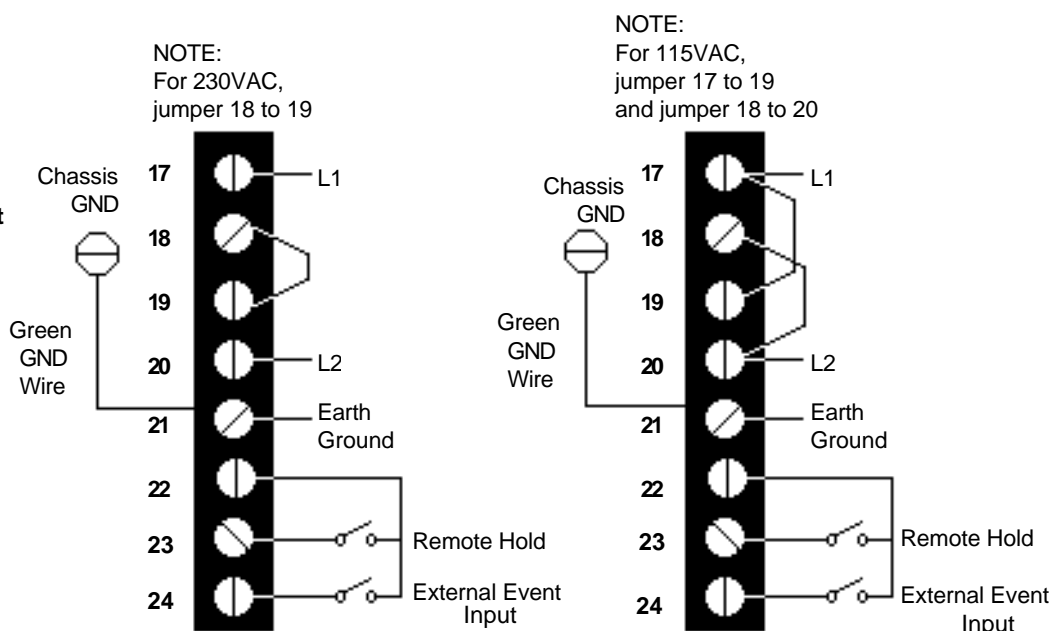 NOTE:
For 230VAC,
jumper 18 to 19
Chassis
GND
t
Green
GND
Wire
17
18
19
20
21
22
23
24
L1
L2
Earth
Ground
Remote Hold
External Event
Input
NOTE:
For 115VAC,
jumper 17 to 19
and jumper 18 to 20
Chassis
GND
Green
GND
Wire
17
18
19
20
21
22
23
24
L1
L2
Earth
Ground
Remote Hold
External Event
Input